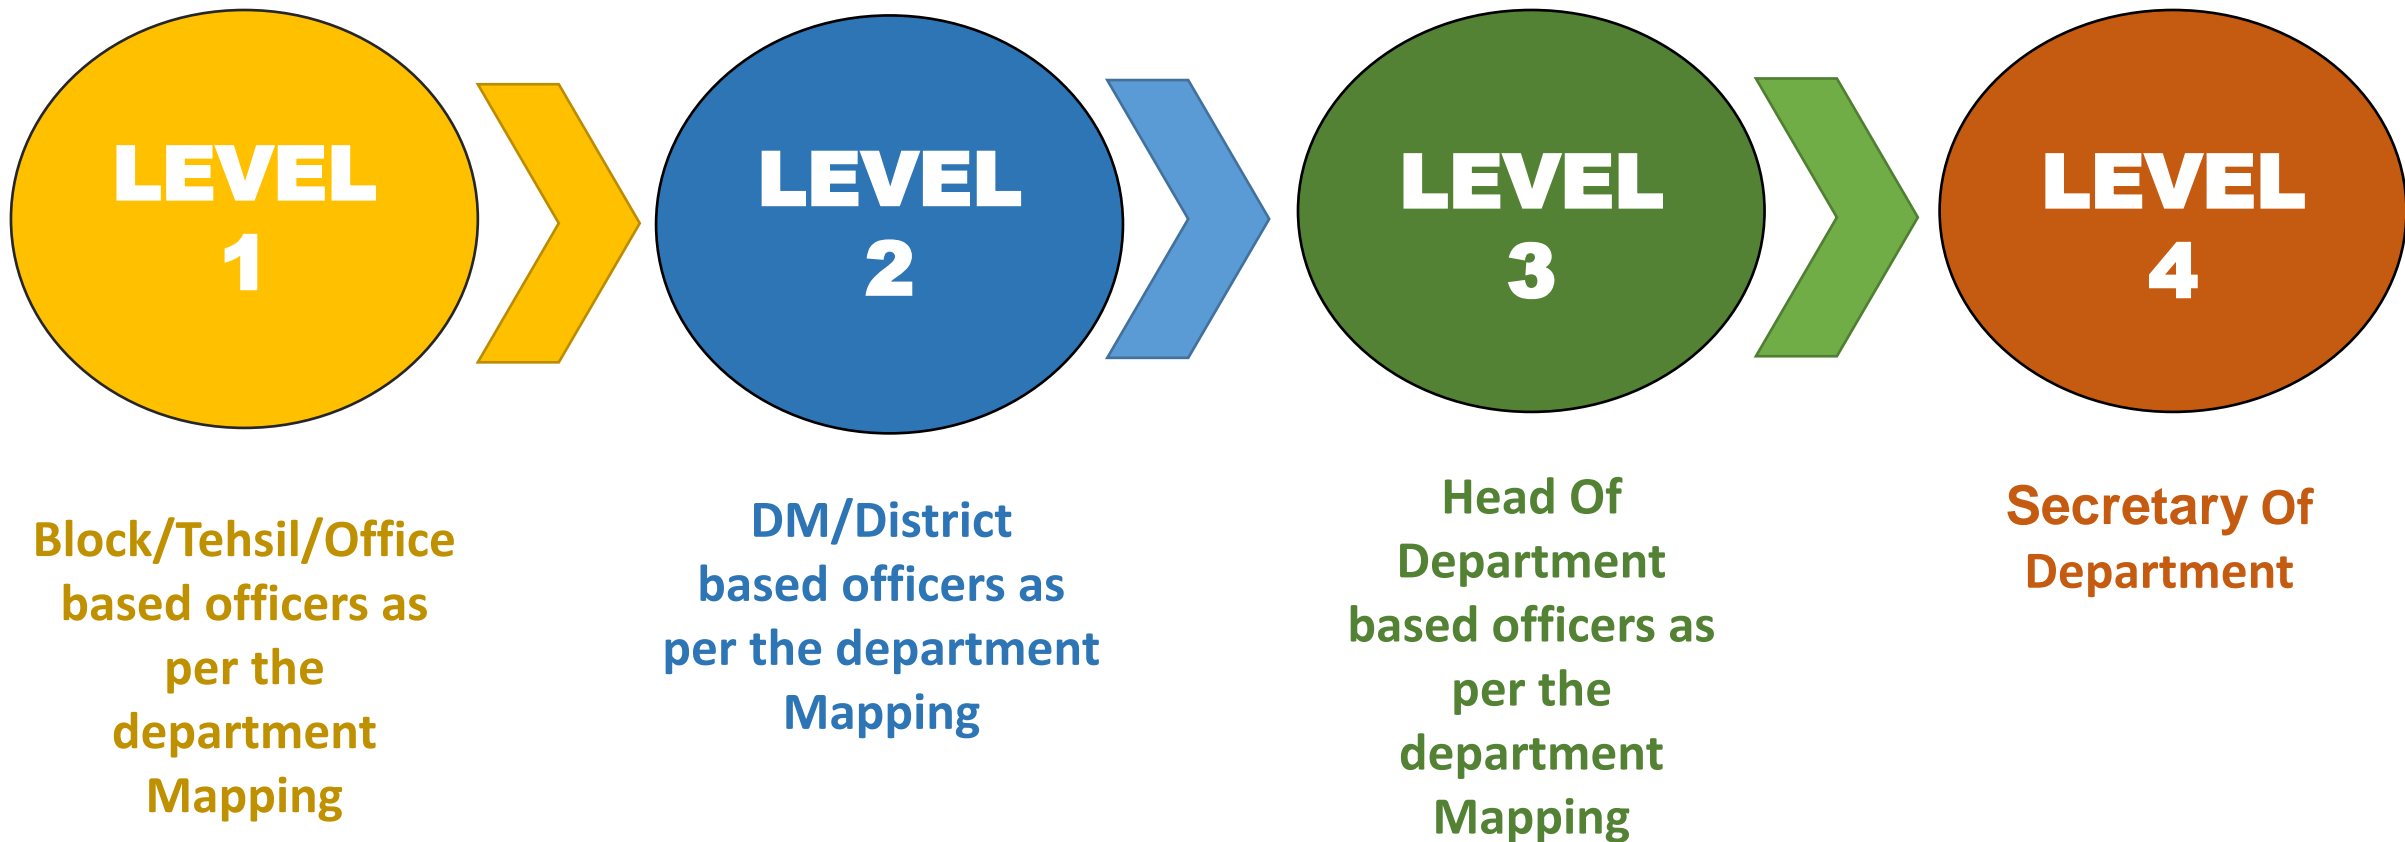 LEVEL
1
LEVEL
2
LEVEL
3
LEVEL
4
Block/Tehsil/Office
based officers as
per the
department
Mapping
DM/District
based officers as
per the department
Mapping
Head Of
Department
based officers as
per the
department
Mapping
Secretary Of
Department